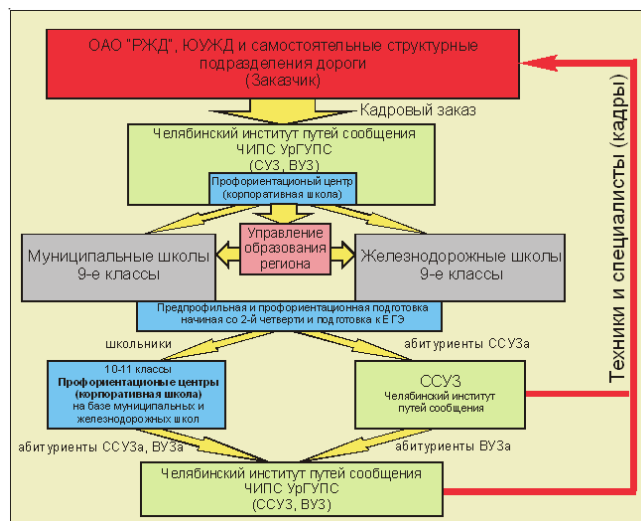 ОАО "РЖД", ЮУЖД и самостоятельные структурные
подразделения дороги
(Заказчик)
Кадровый заказ
Челябинский институт путей сообщения
ЧИПС УрГУПС
(СУЗ, ВУЗ)
Профориентационый центр
(корпоративная школа)
Управление
образования
региона
Муниципальные школы
9-е классы
Железнодорожные школы
9-е классы
Предпрофильная и профориентационная подготовка
начиная со 2-й четверти и подготовка к ЕГЭ
школьники
абитуриенты ССУЗа
10-11 классы
Профориентационые центры
(корпоративная школа)
на базе муниципальных и
железнодорожных школ
ССУЗ
Челябинский институт
путей сообщения
абитуриенты ССУЗа, ВУЗа
абитуриенты ВУЗа
Челябинский институт путей сообщения
ЧИПС УрГУПС
(ССУЗ, ВУЗ)
Техники и специалисты (кадры)